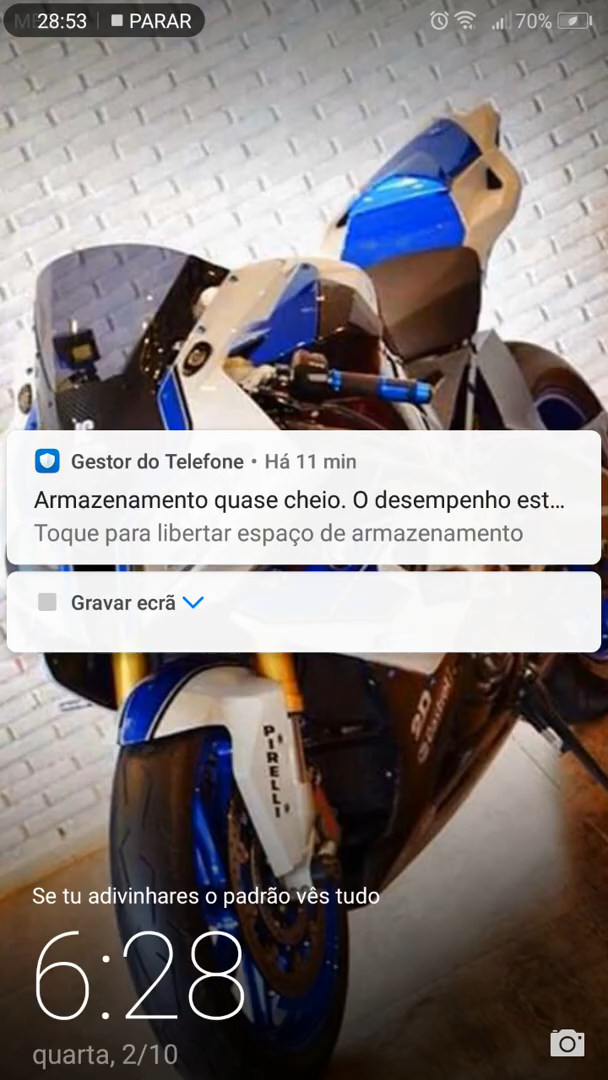 28:53 PARAR 70%
Gestor do Telefone • Há 11 min
Armazenamento quase cheio. O desempenho est...
Toque para libertar espaço de armazenamento
Gravar ecrã
PIRELLI
Se tu adivinhares o padrão vês tudo
6:28
quarta, 2/10